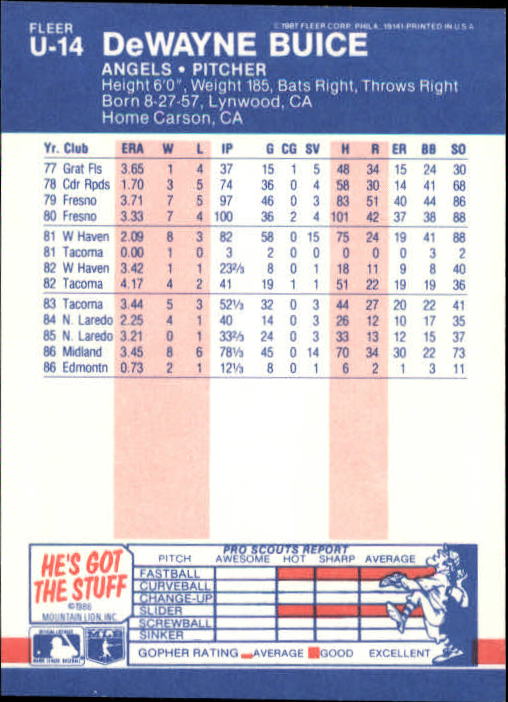 FLEER
U-14 DeWAYNE BUICE
©1987 FLEER CORP. PHILA., 19141-PRINTED IN U.S.A.
ANGELS • PITCHER
Height 6'0", Weight 185, Bats Right, Throws Right
Born 8-27-57, Lynwood, CA
Home Carson, CA
Yr. Club ERA W L IP G CG SV H R ER BB SO
77 Grat Fls 3.65 1 4 37 15 1 5 48 34 15 24 30
78 Cdr Rpds 1.70 3 5 74 36 0 4 58 30 14 41 68
79 Fresno 3.71 7 5 97 46 0 3 83 51 40 44 86
80 Fresno 3.33 7 4 100 36 2 4 101 42 37 38 88
81 W Haven 2.09 8 3 82 58 0 15 75 24 19 41 88
81 Tacoma 0.00 1 0 3 2 0 0 0 0 0 3 2
82 W Haven 3.42 1 1 23⅔ 8 0 1 18 11 9 8 40
82 Tacoma 4.17 4 2 41 19 1 1 51 22 19 19 36
83 Tacoma 3.44 5 3 52⅓ 32 0 3 44 27 20 22 41
84 N. Laredo 2.25 4 1 40 14 0 3 26 12 10 17 35
85 N. Laredo 3.21 0 1 33⅔ 24 0 3 33 13 12 15 37
86 Midland 3.45 8 6 78⅓ 45 0 14 70 34 30 22 73
86 Edmontn 0.73 2 1 12⅓ 8 0 1 6 2 1 3 11
HE'S GOT
THE STUFF
©1986
MOUNTAIN LION, INC.
PRO SCOUTS REPORT
PITCH AWESOME HOT SHARP AVERAGE
FASTBALL
CURVEBALL
CHANGE-UP
SLIDER
SCREWBALL
SINKER
GOPHER RATING AVERAGE GOOD EXCELLENT